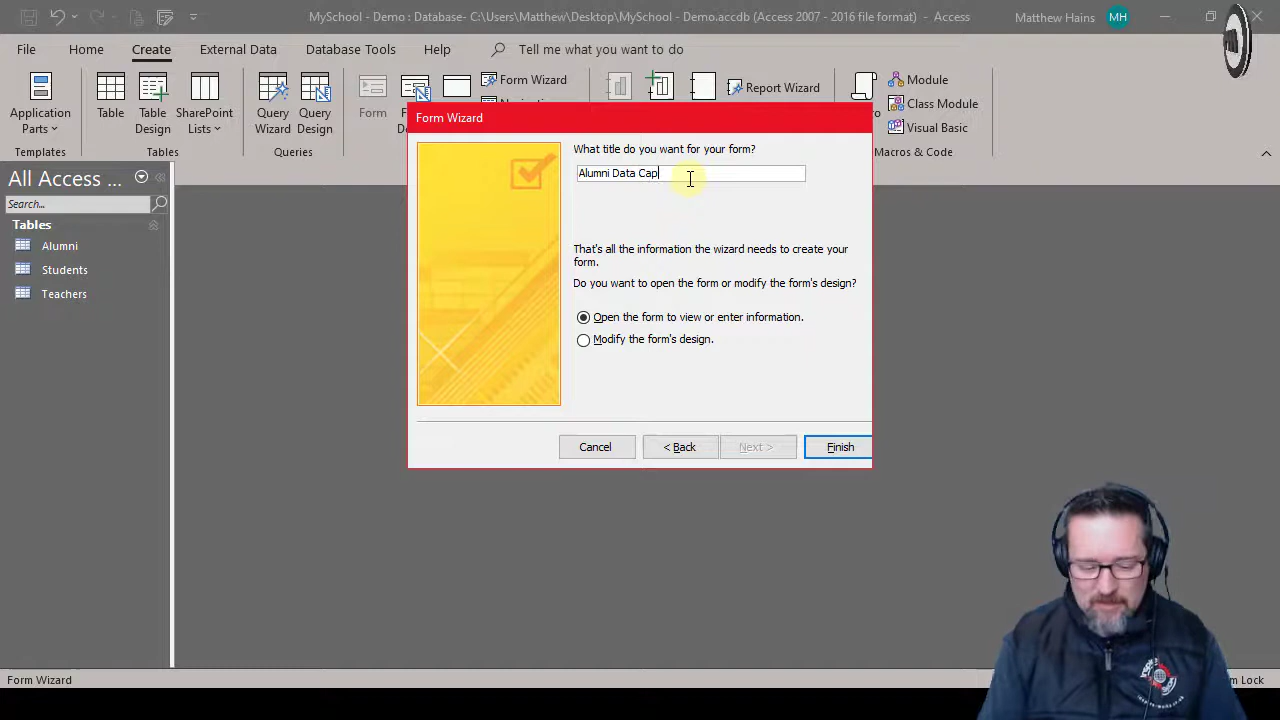 MySchool - Demo : Database- C:\Users\Matthew\Desktop\MySchool - Demo.accdb (Access 2007 - 2016 file format) - Access
Matthew Hains
MH
File
Home
Create
External Data
Database Tools
Help
Tell me what you want to do
Application
Parts
Templates
Table
Table
Design
SharePoint
Lists
Tables
Query
Wizard
Query
Design
Queries
Form
Form Wizard
Report Wizard
Module
Class Module
Visual Basic
Macros & Code
All Access ...
Search...
Tables
Alumni
Students
Teachers
Form Wizard
What title do you want for your form?
Alumni Data Cap
That's all the information the wizard needs to create your
form.
Do you want to open the form or modify the form's design?
Open the form to view or enter information.
Modify the form's design.
Cancel
< Back
Next >
Finish
Form Wizard
Lock